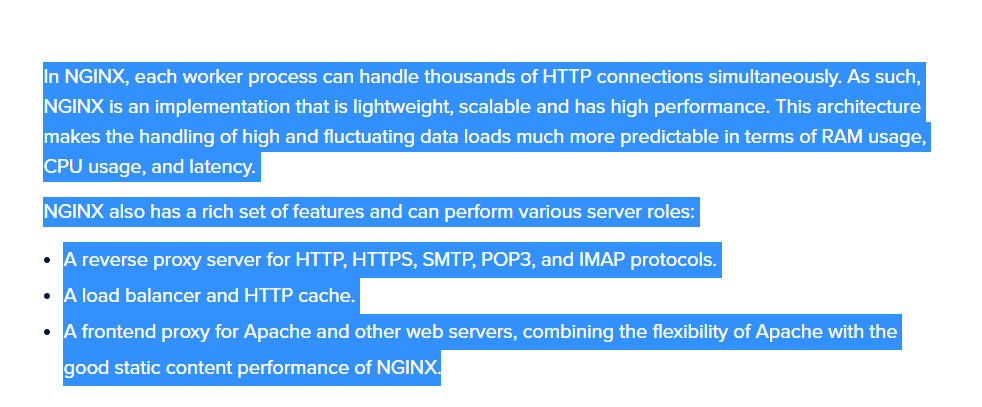 In NGINX, each worker process can handle thousands of HTTP connections simultaneously. As such,
NGINX is an implementation that is lightweight, scalable and has high performance. This architecture
makes the handling of high and fluctuating data loads much more predictable in terms of RAM usage,
CPU usage, and latency.
NGINX also has a rich set of features and can perform various server roles:
• A reverse proxy server for HTTP, HTTPS, SMTP, POP3, and IMAP protocols.
• A load balancer and HTTP cache.
• A frontend proxy for Apache and other web servers, combining the flexibility of Apache with the
good static content performance of NGINX.